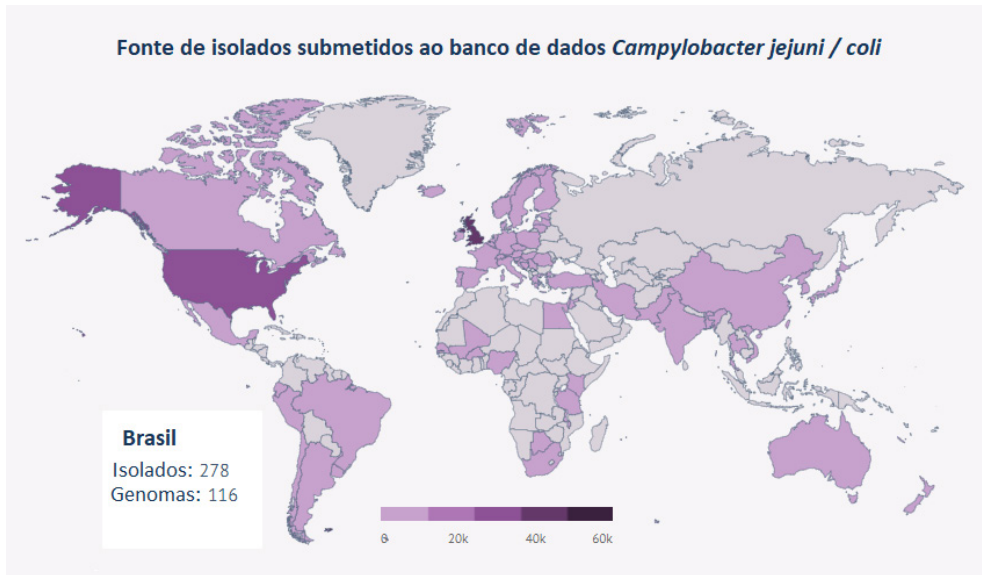 Fonte de isolados submetidos ao banco de dados Campylobacter jejuni / coli
Brasil
Isolados: 278
Genomas: 116
0 20k 40k 60k